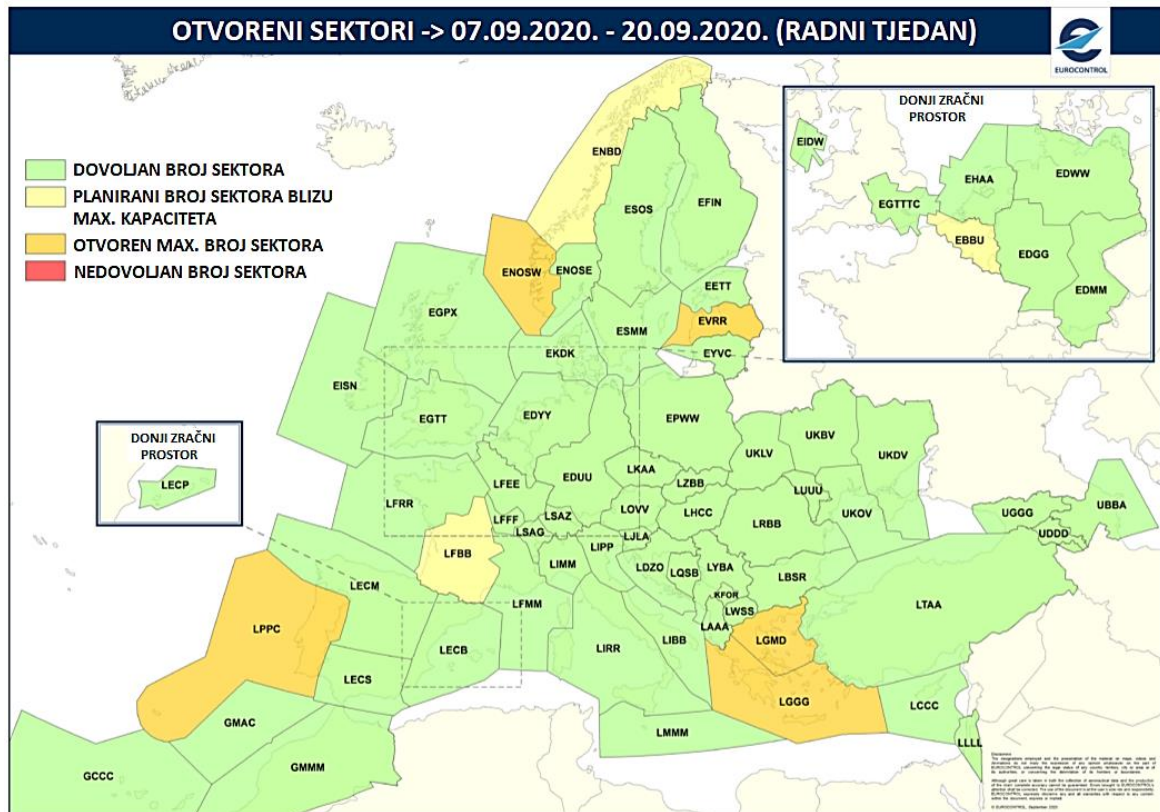 OTVORENI SEKTORI -> 07.09.2020. - 20.09.2020. (RADNI TJEDAN)
EUROCONTROL
DOVOLJAN BROJ SEKTORA
PLANIRANI BROJ SEKTORA BLIZU
MAX. KAPACITETA
OTVOREN MAX. BROJ SEKTORA
NEDOVOLJAN BROJ SEKTORA
DONJI ZRAČNI
PROSTOR
EIDW
EHAA
EDWW
EGTTTC
EBBU
EDGG
EDMM
ENBD
ESOS
EFIN
ENOSW
ENOSE
EETT
EGPX
EVRR
ESMM
EKDK
EYVC
EISN
EGTT
EDYY
EPWW
UKBV
UKLV
UKDV
DONJI ZRAČNI
PROSTOR
LECP
LFEE
EDUU
LKAA
LZBB
LUUU
LFRR
LFFF
LSAZ
LOVV
LHCC
LRBB
UKOV
UGGG
UBBA
LSAG
UDDD
LFBB
LIMM
LIPP
LJLA
LDZO
LQSB
LYBA
LBSR
LECM
LFMM
KFOR
LWSS
LTAA
LPPC
LAAA
LGMD
LECB
LIRR
LIBB
LECS
LGGG
LCCC
GMAC
LMMM
LLLL
GCCC
GMMM
Disclaimer
© EUROCONTROL, September 2020